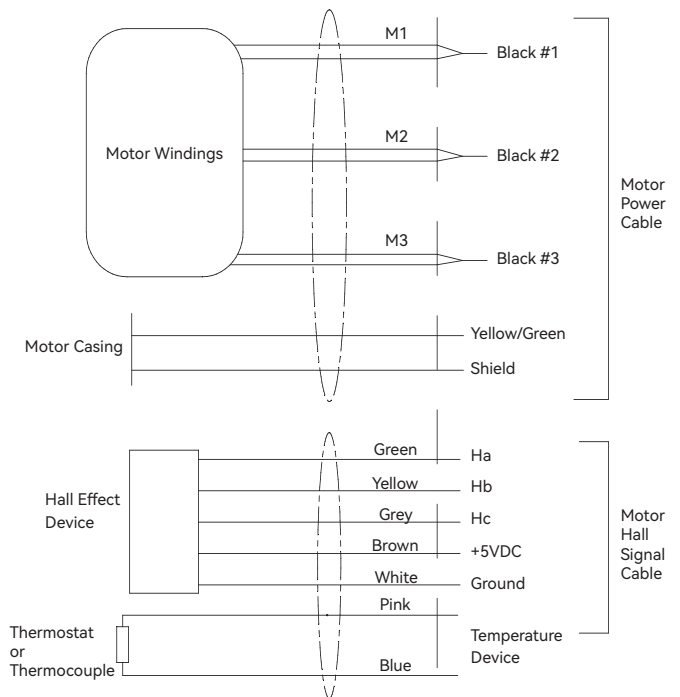 M1
Black #1
Motor Windings
M2
Black #2
M3
Black #3
Motor
Power
Cable
Motor Casing
Yellow/Green
Shield
Hall Effect
Device
Green
Ha
Yellow
Hb
Grey
Hc
Brown
+5VDC
White
Ground
Motor
Hall
Signal
Cable
Thermostat
or
Thermocouple
Pink
Blue
Temperature
Device